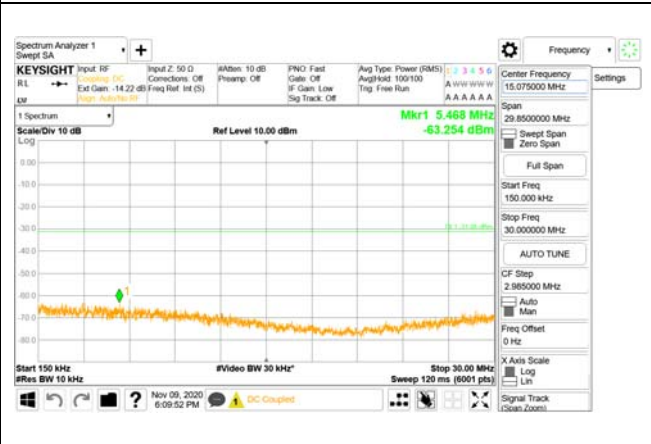 Spectrum Analyzer 1
Swept SA
+
Frequency
KEYSIGHT
RL
Input: RF
Coupling: DC
Ext Gain: -14.22 dB
Align: Auto/No RF
Input Z: 50 Ω
Corrections: Off
Freq Ref: Int (S)
#Atten: 10 dB
Preamp: Off
PNO: Fast
Gate: Off
IF Gain: Low
Sig Track: Off
Avg Type: Power (RMS)
Avg|Hold: 100/100
Trig: Free Run
1 2 3 4 5 6
A W W W W W
A A A A A A
1 Spectrum
Scale/Div 10 dB
Log
Ref Level 10.00 dBm
Mkr1 5.468 MHz
-63.254 dBm
0.00
-10.0
-20.0
-30.0
-40.0
-50.0
-60.0
-70.0
-80.0
1
Start 150 kHz
#Res BW 10 kHz
#Video BW 30 kHz*
Stop 30.00 MHz
Sweep 120 ms (6001 pts)
Center Frequency
15.075000 MHz
Settings
Span
29.8500000 MHz
Swept Span
Zero Span
Full Span
Start Freq
150.000 kHz
Stop Freq
30.000000 MHz
AUTO TUNE
CF Step
2.985000 MHz
Auto
Man
Freq Offset
0 Hz
X Axis Scale
Log
Lin
Signal Track
(Span Zoom)
?
Nov 09, 2020
6:09:52 PM
1
DC Coupled